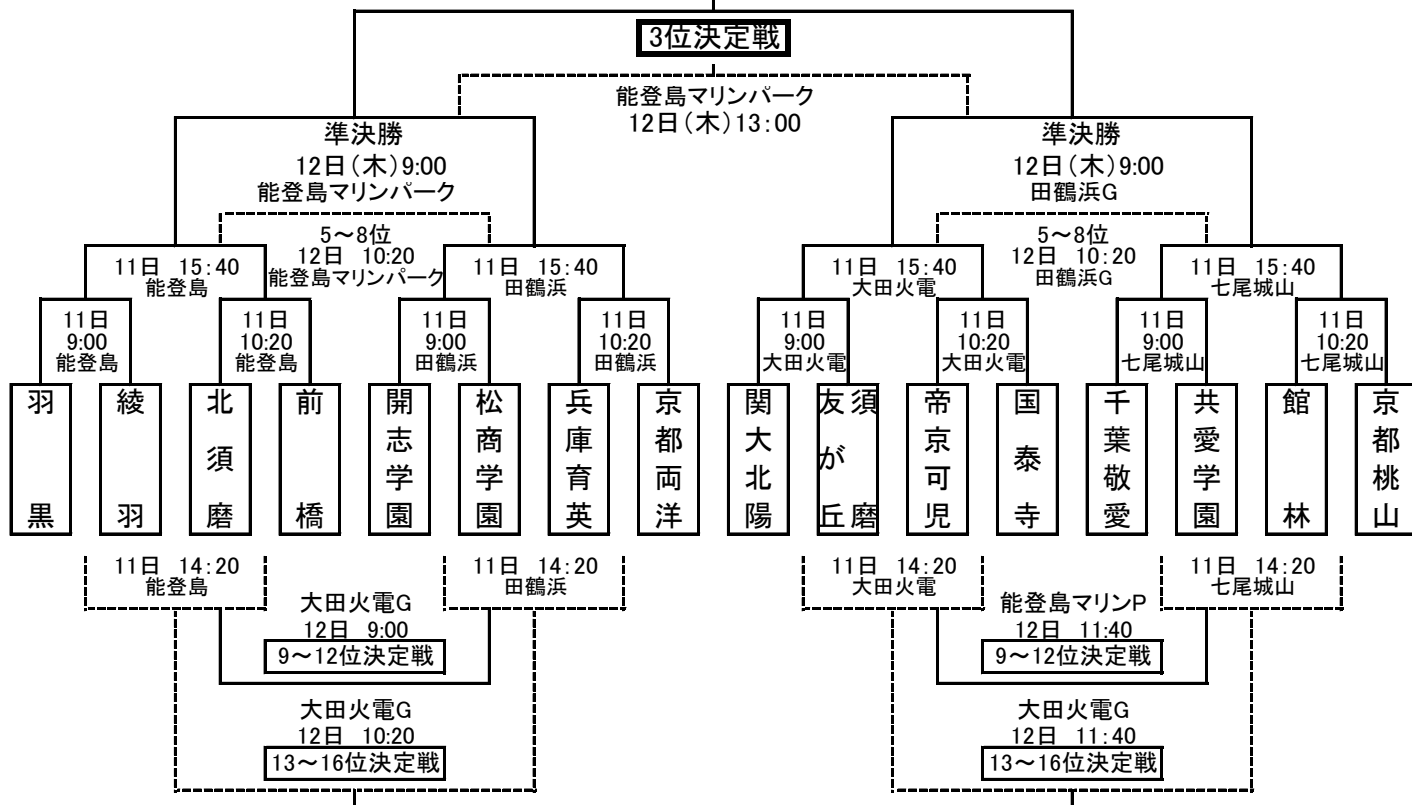 3位決定戦
能登島マリンパーク
12日(木)13:00
準決勝
12日(木)9:00
能登島マリンパーク
準決勝
12日(木)9:00
田鶴浜G
5~8位
12日 10:20
能登島マリンパーク
5~8位
12日 10:20
田鶴浜G
11日 15:40
能登島
11日 15:40
田鶴浜
11日 15:40
大田火電
11日 15:40
七尾城山
11日
9:00
能登島
11日
10:20
能登島
11日
9:00
田鶴浜
11日
10:20
田鶴浜
11日
9:00
大田火電
11日
10:20
大田火電
11日
9:00
七尾城山
11日
10:20
七尾城山
羽黒
綾羽
北須磨
前橋
開志学園
松商学園
兵庫育英
京都両洋
関大北陽
須磨
友が丘
帝京可児
国泰寺
千葉敬愛
共愛学園
館林
京都桃山
11日 14:20
能登島
11日 14:20
田鶴浜
11日 14:20
大田火電
11日 14:20
七尾城山
大田火電G
12日 9:00
9~12位決定戦
能登島マリンP
12日 11:40
9~12位決定戦
大田火電G
12日 10:20
13~16位決定戦
大田火電G
12日 11:40
13~16位決定戦